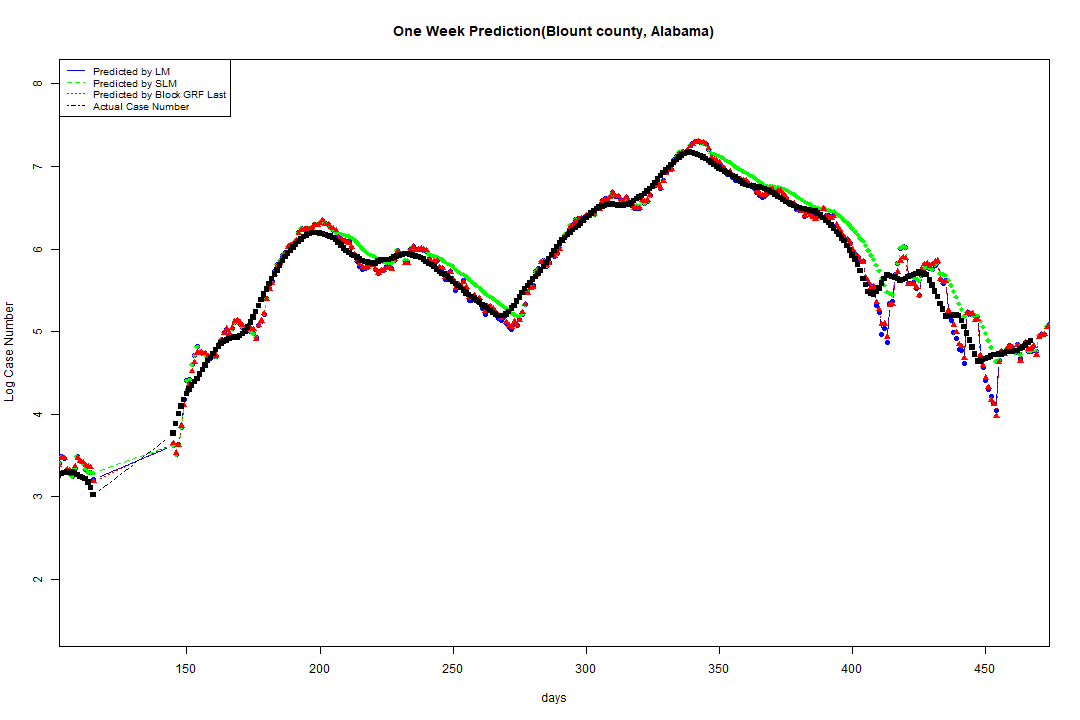 One Week Prediction(Blount county, Alabama)
Predicted by LM
Predicted by SLM
Predicted by Block GRF Last
Actual Case Number
8
7
6
5
4
3
2
Log Case Number
150 200 250 300 350 400 450
days